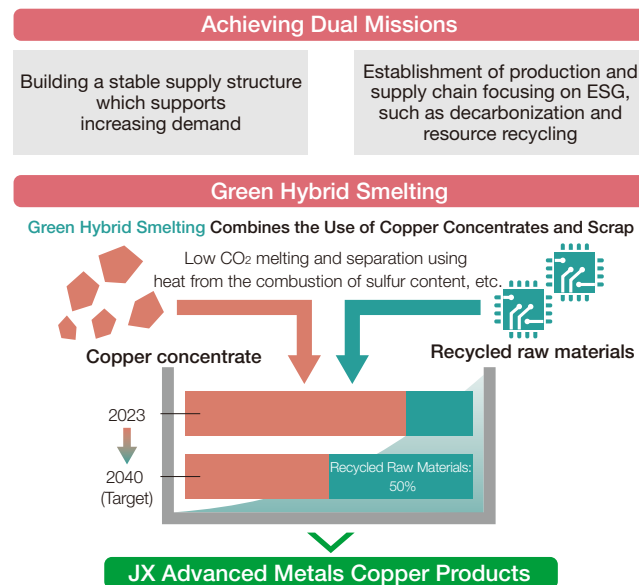 Achieving Dual Missions
Building a stable supply structure
which supports
increasing demand
Establishment of production and
supply chain focusing on ESG,
such as decarbonization and
resource recycling
Green Hybrid Smelting
Green Hybrid Smelting Combines the Use of Copper Concentrates and Scrap
Low CO₂ melting and separation using
heat from the combustion of sulfur content, etc.
Copper concentrate
Recycled raw materials
2023
2040
(Target)
Recycled Raw Materials:
50%
JX Advanced Metals Copper Products